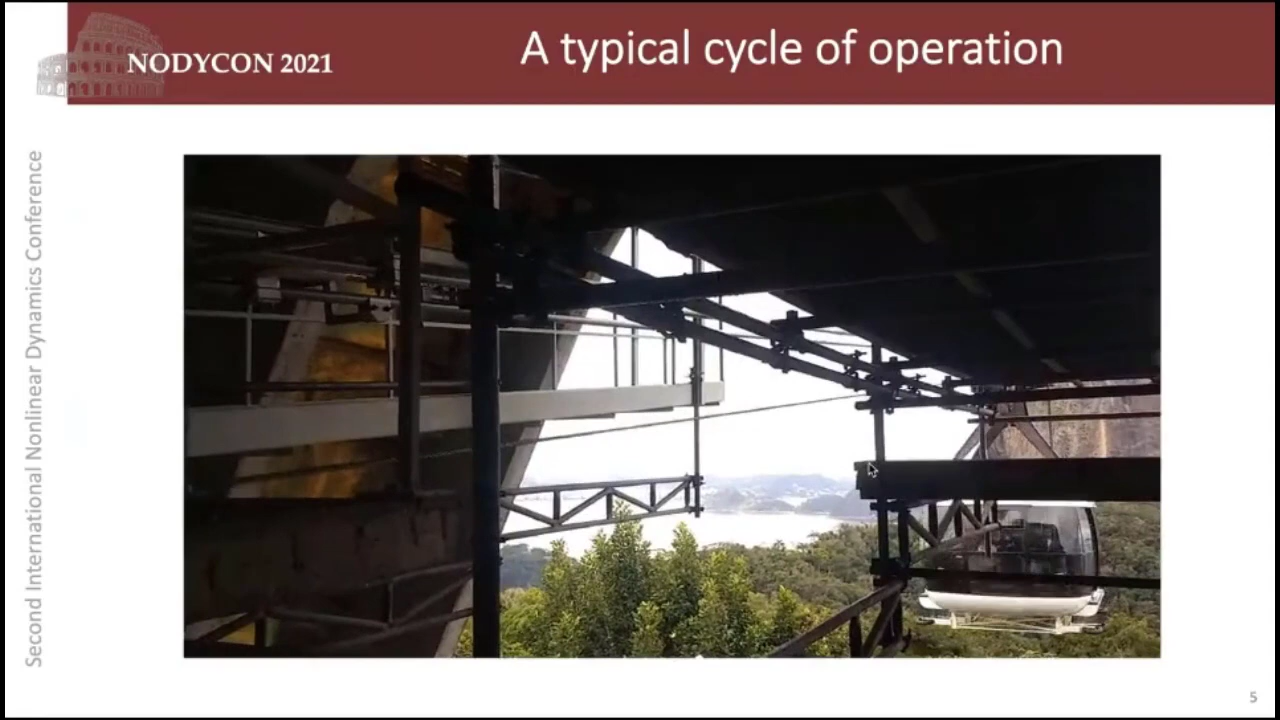 NODYCON 2021
A typical cycle of operation
Second International Nonlinear Dynamics Conference
5